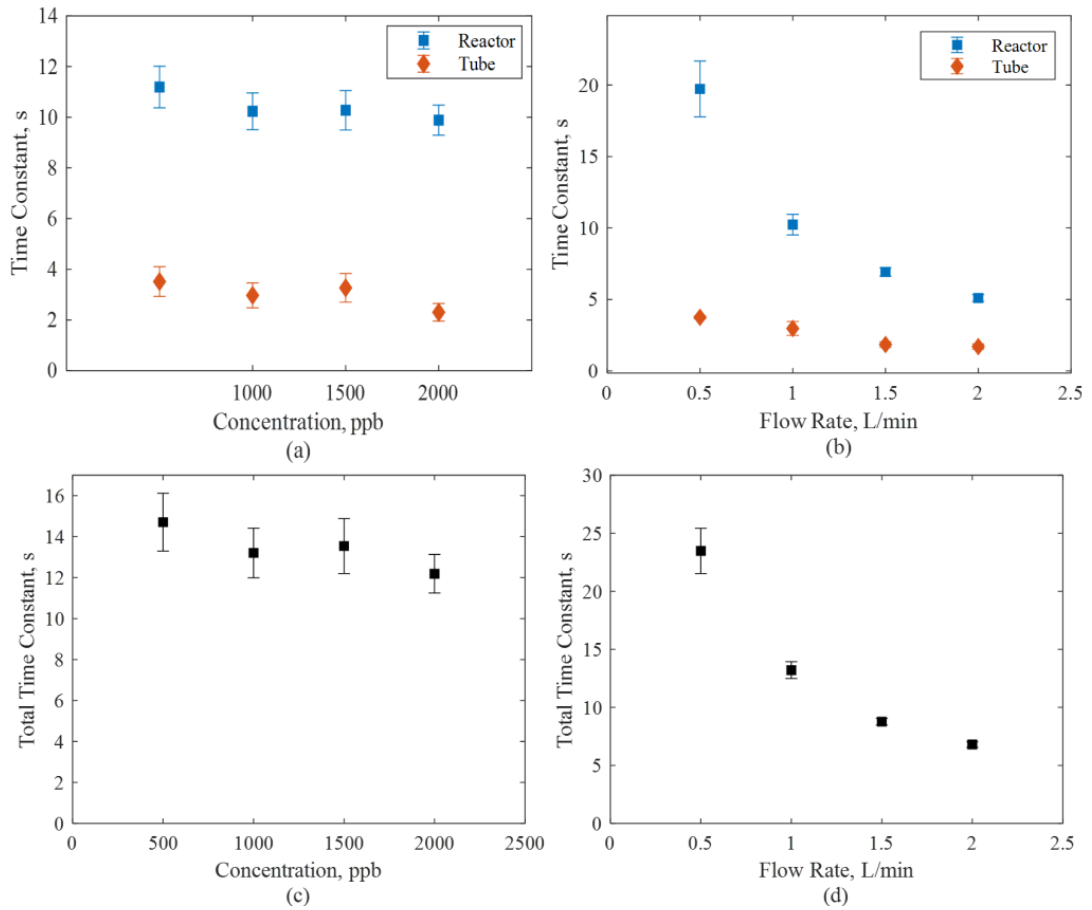 14
12
10
8
6
4
2
0
Time Constant, s
Reactor
Tube
1000 1500 2000
Concentration, ppb
(a)
20
15
10
5
0
Time Constant, s
Reactor
Tube
0 0.5 1 1.5 2 2.5
Flow Rate, L/min
(b)
16
14
12
10
8
6
4
2
0
Total Time Constant, s
0 500 1000 1500 2000 2500
Concentration, ppb
(c)
30
25
20
15
10
5
0
Total Time Constant, s
0 0.5 1 1.5 2 2.5
Flow Rate, L/min
(d)